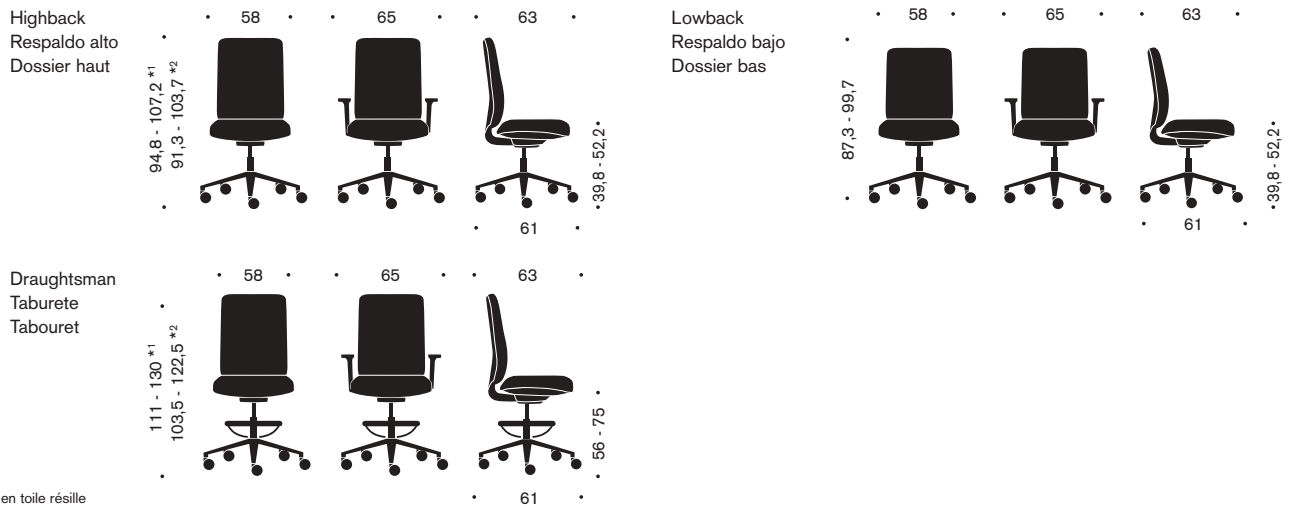 Highback
Respaldo alto
Dossier haut
58
65
63
94,8 - 107,2 *1
91,3 - 103,7 *2
39,8 - 52,2
61
Lowback
Respaldo bajo
Dossier bas
58
65
63
87,3 - 99,7
39,8 - 52,2
61
Draughtsman
Taburete
Tabouret
58
65
63
111 - 130 *1
103,5 - 122,5 *2
56 - 75
61
en toile résille